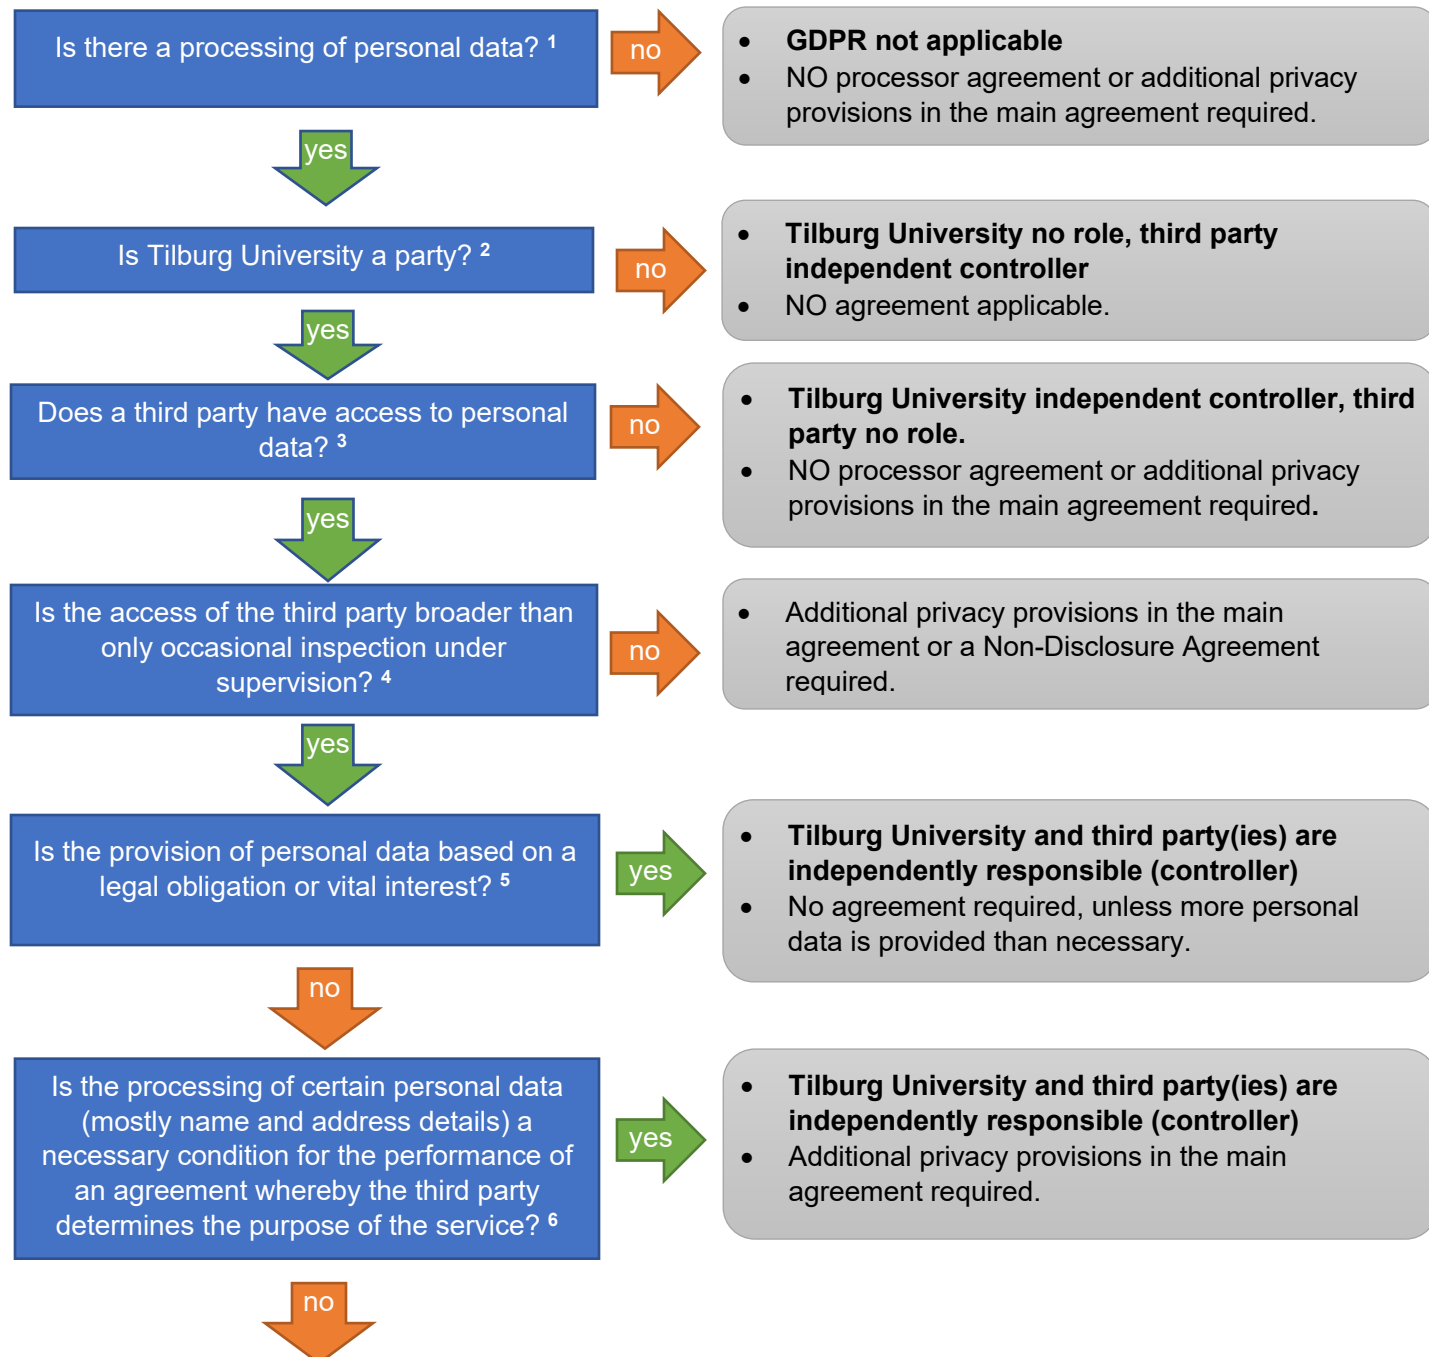 Is there a processing of personal data? 1
no
• GDPR not applicable
• NO processor agreement or additional privacy
provisions in the main agreement required.
yes
Is Tilburg University a party? 2
no
• Tilburg University no role, third party
independent controller
• NO agreement applicable.
yes
Does a third party have access to personal
data? 3
no
• Tilburg University independent controller, third
party no role.
• NO processor agreement or additional privacy
provisions in the main agreement required.
yes
Is the access of the third party broader than
only occasional inspection under
supervision? 4
no
• Additional privacy provisions in the main
agreement or a Non-Disclosure Agreement
required.
yes
Is the provision of personal data based on a
legal obligation or vital interest? 5
yes
• Tilburg University and third party(ies) are
independently responsible (controller)
• No agreement required, unless more personal
data is provided than necessary.
no
Is the processing of certain personal data
(mostly name and address details) a
necessary condition for the performance of
an agreement whereby the third party
determines the purpose of the service? 6
yes
• Tilburg University and third party(ies) are
independently responsible (controller)
• Additional privacy provisions in the main
agreement required.
no